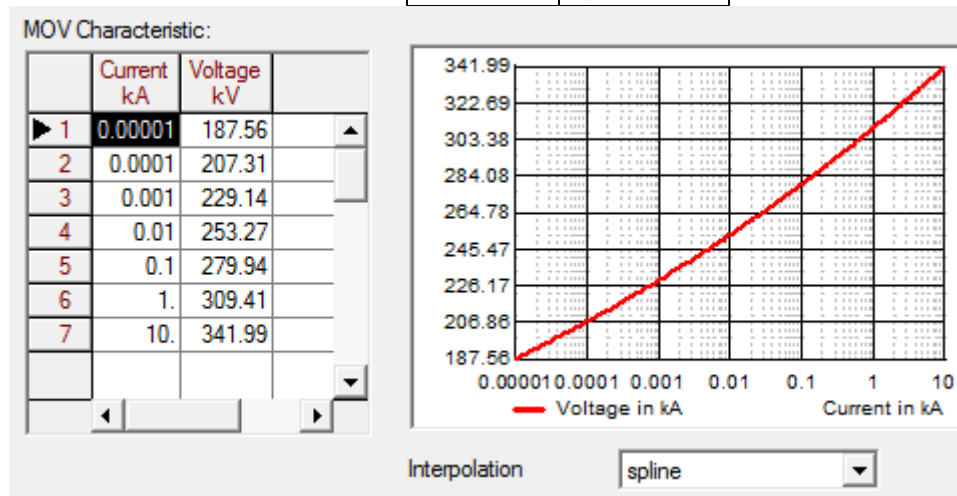 MOV Characteristic:
Current kA Voltage kV
1 0.00001 187.56
2 0.0001 207.31
3 0.001 229.14
4 0.01 253.27
5 0.1 279.94
6 1. 309.41
7 10. 341.99
341.99
322.69
303.38
284.08
264.78
245.47
226.17
206.86
187.56
0.00001 0.0001 0.001 0.01 0.1 1 10
Voltage in kA Current in kA
Interpolation spline